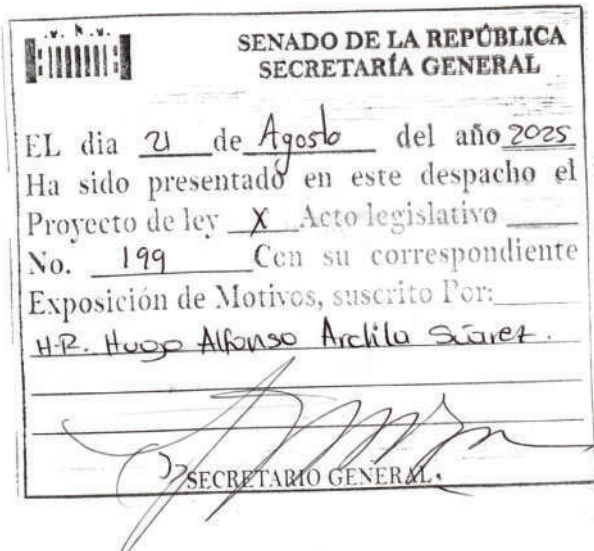 SENADO DE LA REPÚBLICA
SECRETARÍA GENERAL
EL dia 21 de Agosto del año 2025
Ha sido presentado en este despacho el
Proyecto de ley X Acto legislativo
No. 199 Con su correspondiente
Exposición de Motivos, suscrito Por:
H.R. Hugo Alfonso Archila Súarez.
SECRETARIO GENERAL